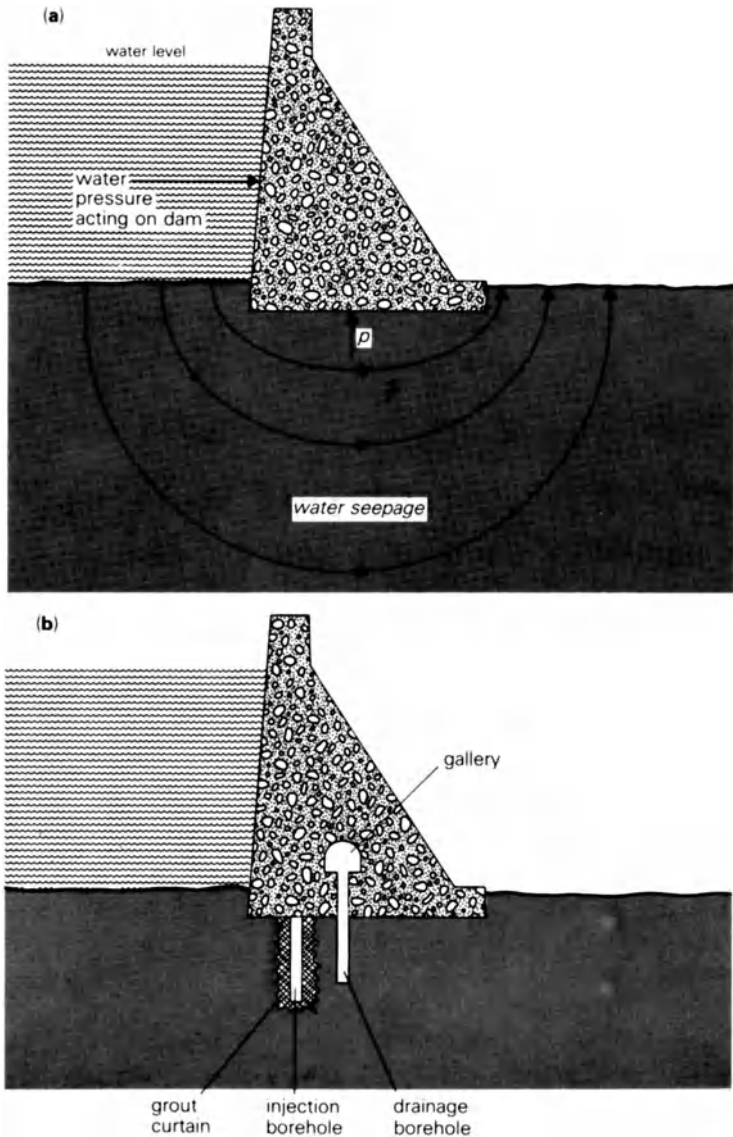 (a)
water level
water
pressure
acting on dam
p
water seepage
(b)
gallery
grout
curtain
injection
borehole
drainage
borehole